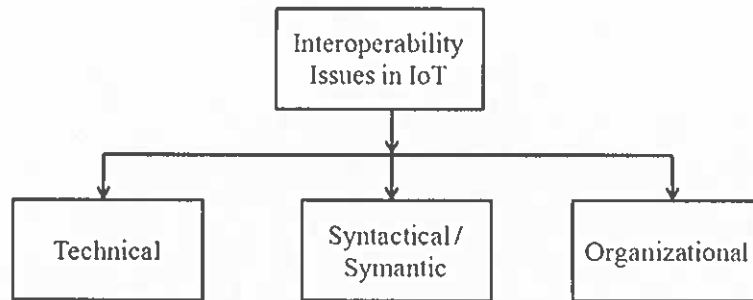 Interoperability
Issues in IoT
Technical
Syntactical /
Symantic
Organizational